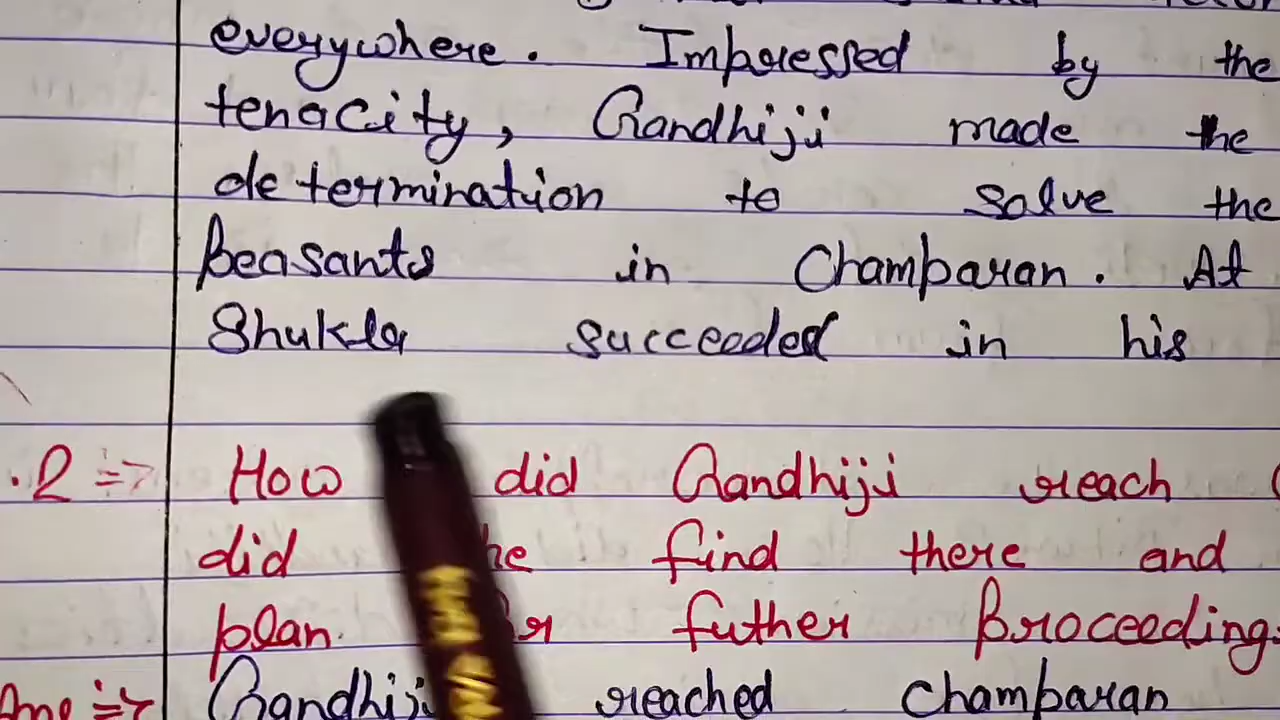 everywhere. Impressed by the
tenacity, Gandhiji made the
determination to solve the
peasants in Champaran. At
Shukla succeeded in his
.2 => How did Gandhiji reach
did he find there and
plan for futher proceeding.
Ans => Gandhiji reached Champaran